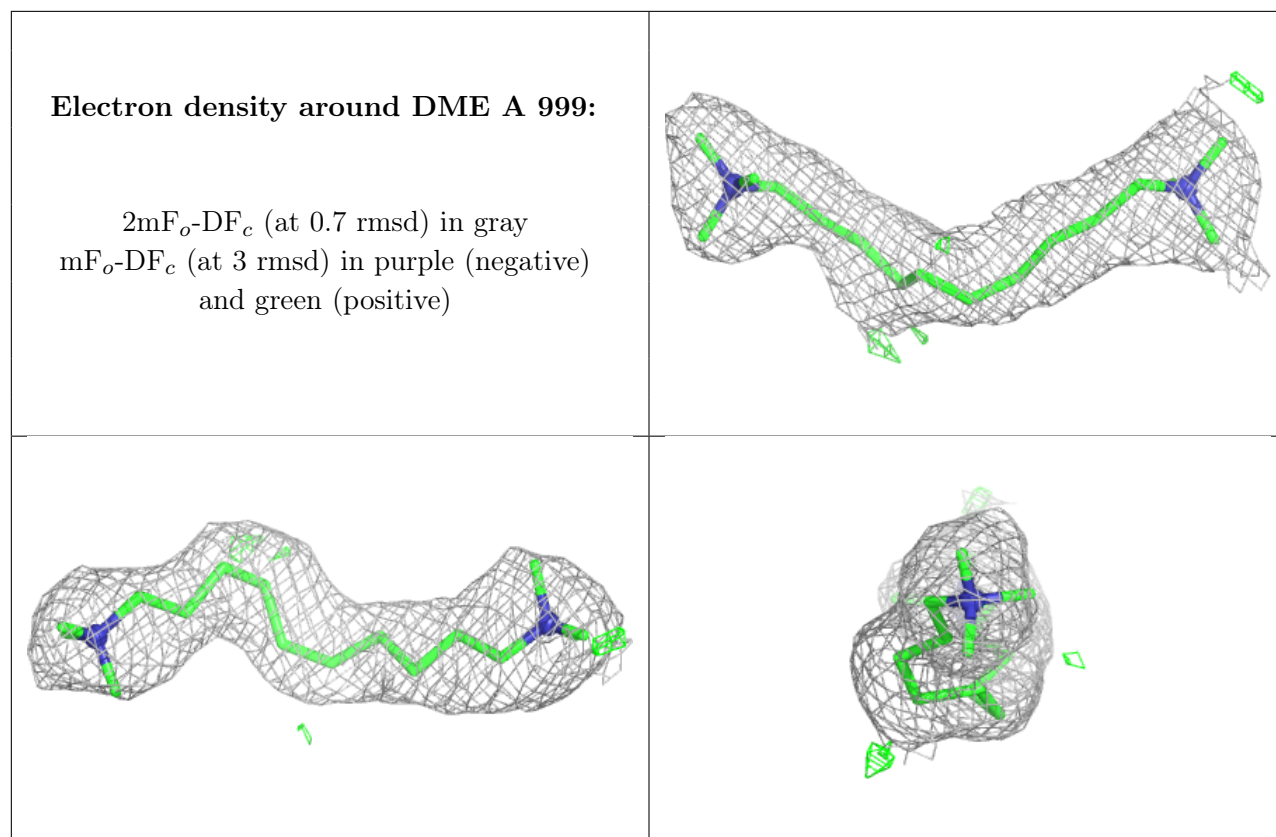 Electron density around DME A 999:
2mFₒ-DF𝒸 (at 0.7 rmsd) in gray
mFₒ-DF𝒸 (at 3 rmsd) in purple (negative)
and green (positive)